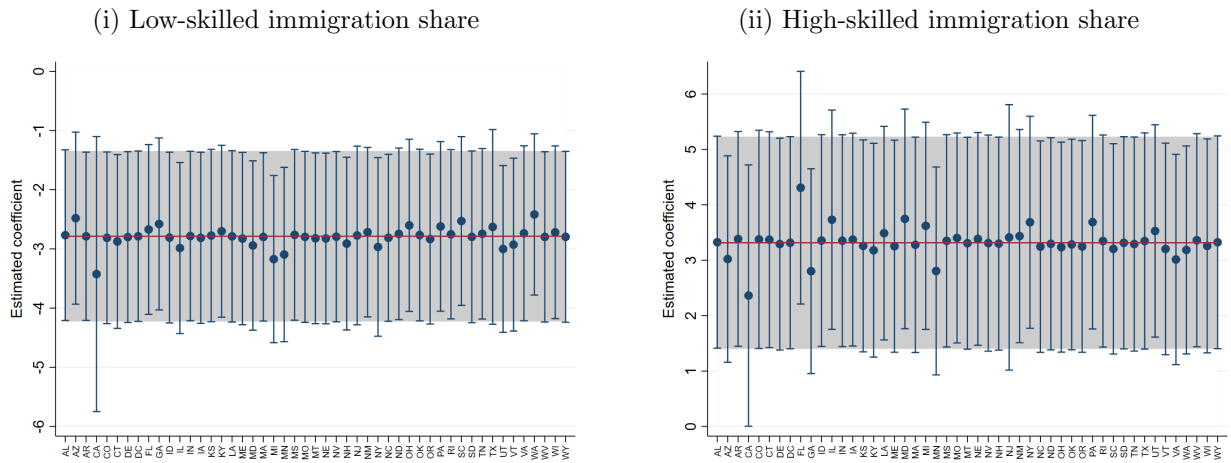 (i) Low-skilled immigration share
Estimated coefficient
0
-1
-2
-3
-4
-5
-6
AL AZ AR CA CO CT DE DC FL GA ID IL IN IA KS KY LA ME MD MA MI MN MS MO MT NE NV NH NJ NM NY NC ND OH OK OR PA RI SC SD TN TX UT VT VA WA WV WI WY
(ii) High-skilled immigration share
Estimated coefficient
6
5
4
3
2
1
0
AL AZ AR CA CO CT DE DC FL GA ID IL IN IA KS KY LA ME MD MA MI MN MS MO MT NE NV NH NJ NM NY NC ND OH OK OR PA RI SC SD TN TX UT VT VA WA WV WI WY